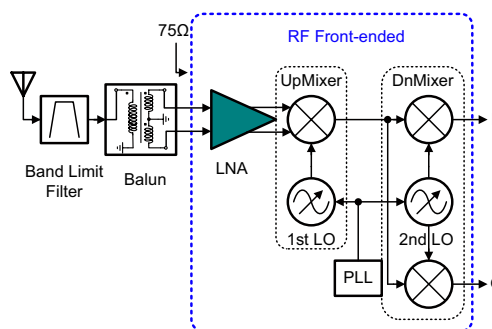 75Ω
RF Front-ended
UpMixer
DnMixer
Band Limit
Filter
Balun
LNA
1st LO
2nd LO
PLL